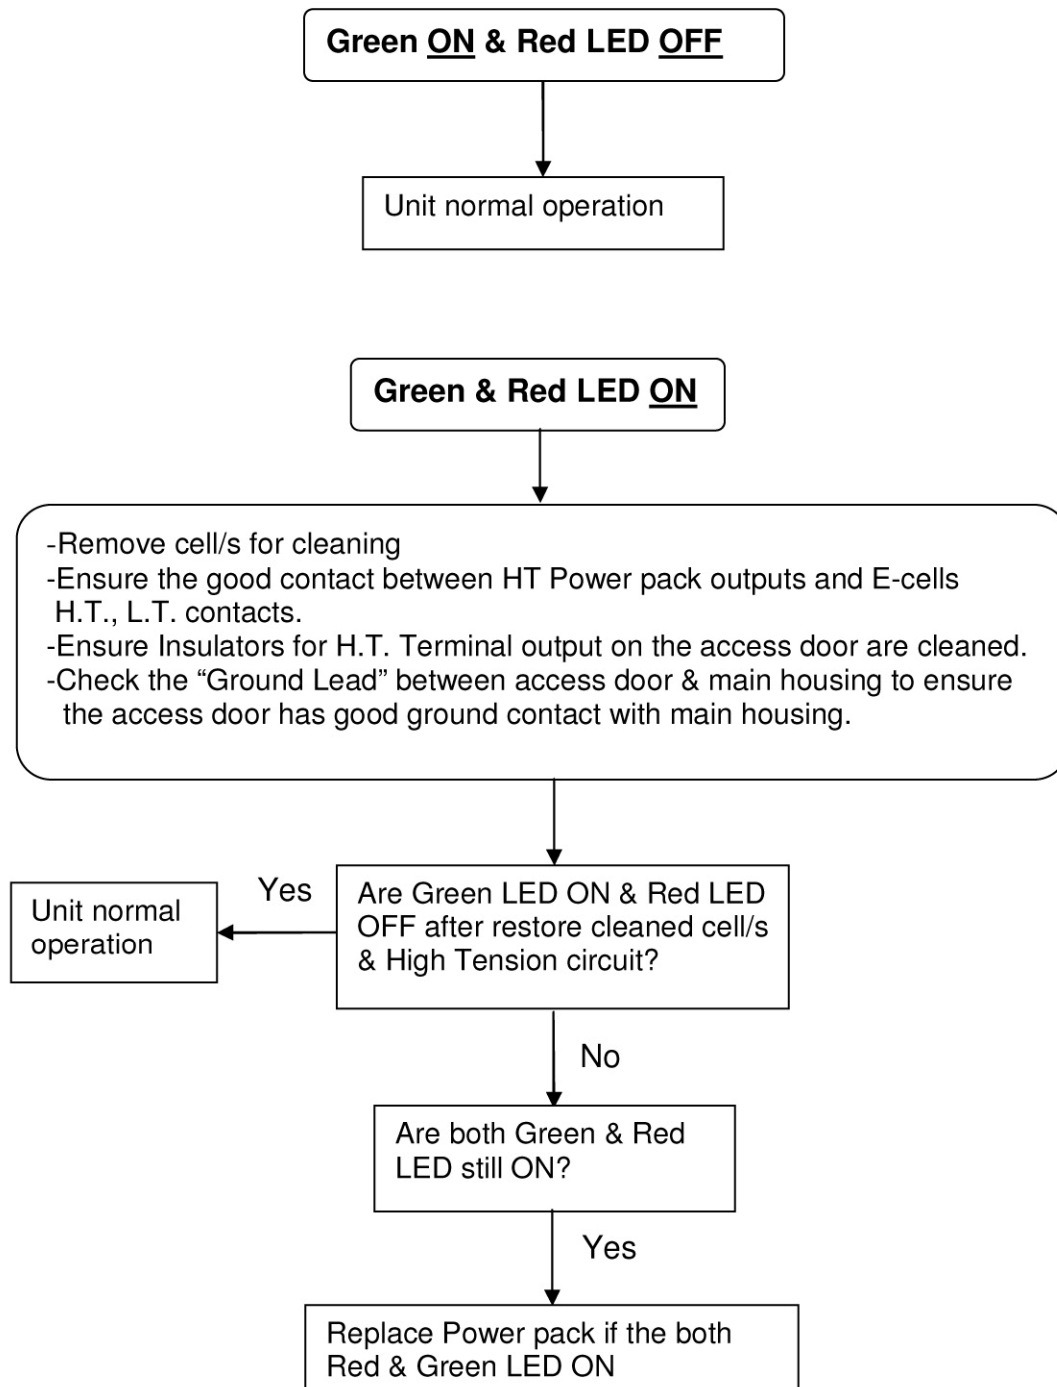 Green ON & Red LED OFF
Unit normal operation
Green & Red LED ON
-Remove cell/s for cleaning
-Ensure the good contact between HT Power pack outputs and E-cells
H.T., L.T. contacts.
-Ensure Insulators for H.T. Terminal output on the access door are cleaned.
-Check the “Ground Lead” between access door & main housing to ensure
the access door has good ground contact with main housing.
Are Green LED ON & Red LED
OFF after restore cleaned cell/s
& High Tension circuit?
Yes
Unit normal
operation
No
Are both Green & Red
LED still ON?
Yes
Replace Power pack if the both
Red & Green LED ON